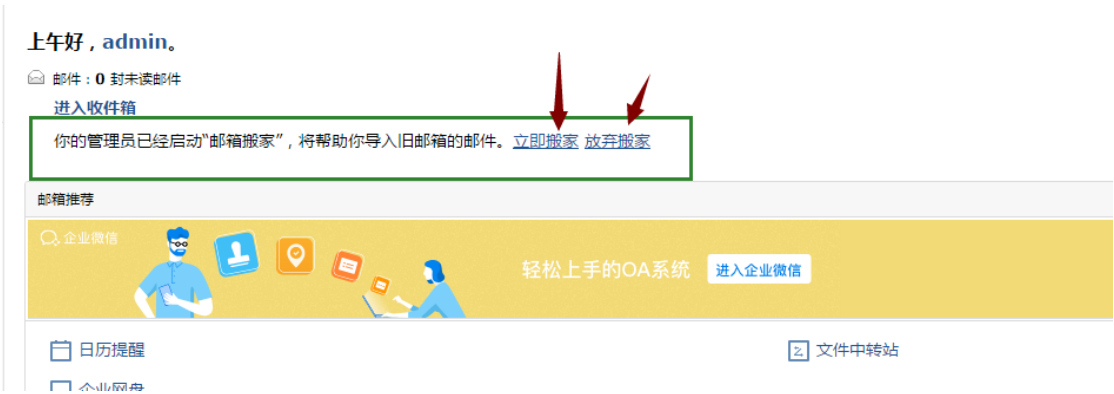 上午好，admin。
邮件：0 封未读邮件
进入收件箱
你的管理员已经启动“邮箱搬家”，将帮助你导入旧邮箱的邮件。立即搬家 放弃搬家
邮箱推荐
企业微信
轻松上手的OA系统 进入企业微信
日历提醒 文件中转站
企业网盘